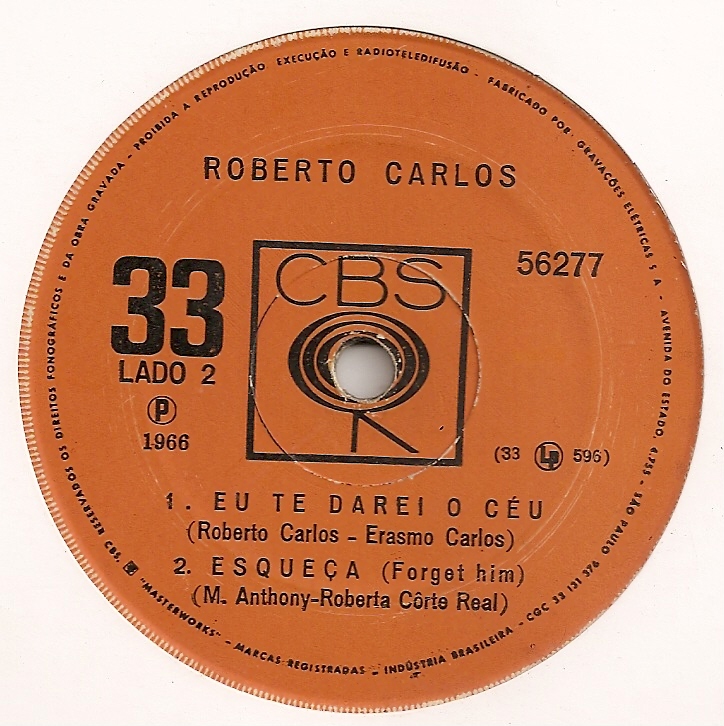 PROIBIDA A REPRODUÇÃO EXECUÇÃO E RADIOTELEDIFUSÃO - FABRICADO POR: GRAVAÇÕES ELÉTRICAS S A - AVENIDA DO ESTADO, 4.755 - SÃO PAULO - CGC 33 131 376
RESERVADOS OS DIREITOS FONOGRÁFICOS E DA OBRA GRAVADA -
ROBERTO CARLOS
CBS
56277
33
LADO 2
P
1966
(33 LP 596)
1. EU TE DAREI O CÉU
(Roberto Carlos - Erasmo Carlos)
2. ESQUEÇA (Forget him)
(M. Anthony-Roberta Côrte Real)
CBS, "MASTERWORKS" - MARCAS REGISTRADAS - INDÚSTRIA BRASILEIRA -